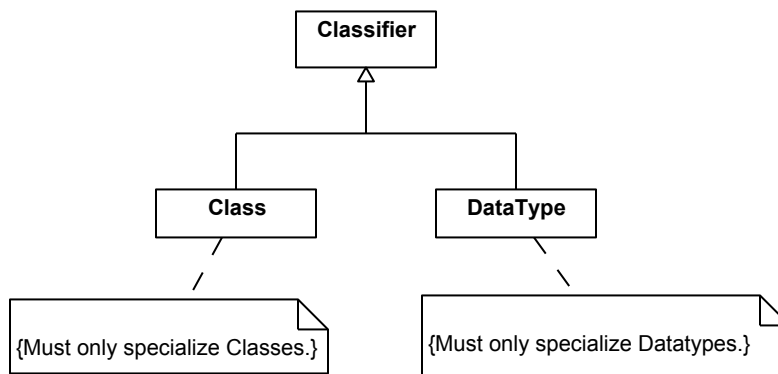 Classifier
Class
DataType
{Must only specialize Classes.}
{Must only specialize Datatypes.}